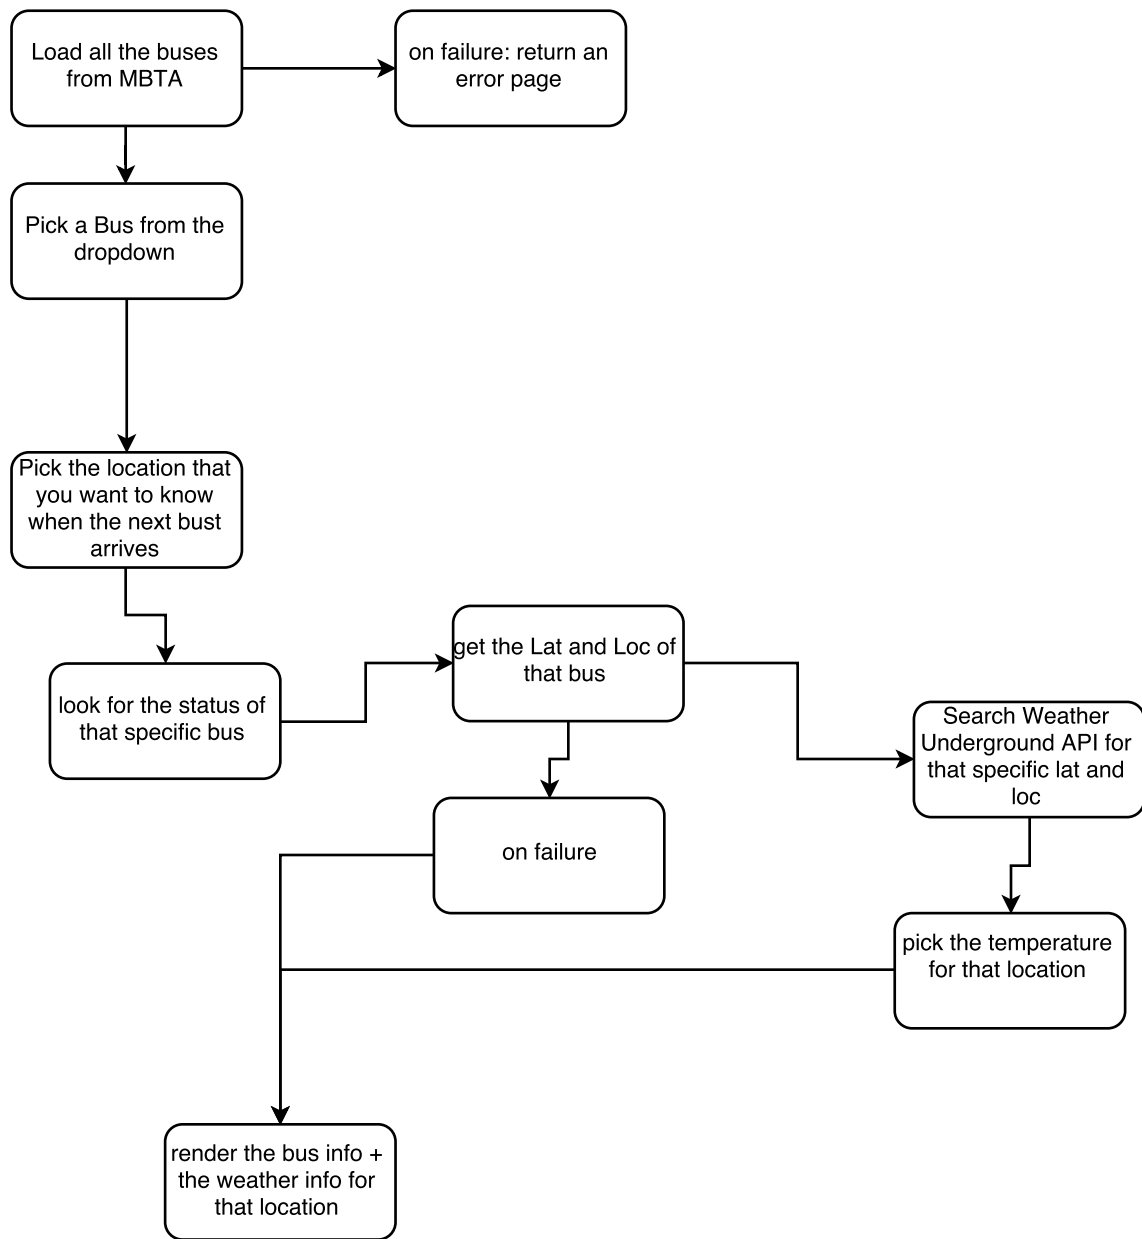 Load all the buses
from MBTA
on failure: return an
error page
Pick a Bus from the
dropdown
Pick the location that
you want to know
when the next bust
arrives
look for the status of
that specific bus
get the Lat and Loc of
that bus
Search Weather
Underground API for
that specific lat and
loc
on failure
pick the temperature
for that location
render the bus info +
the weather info for
that location